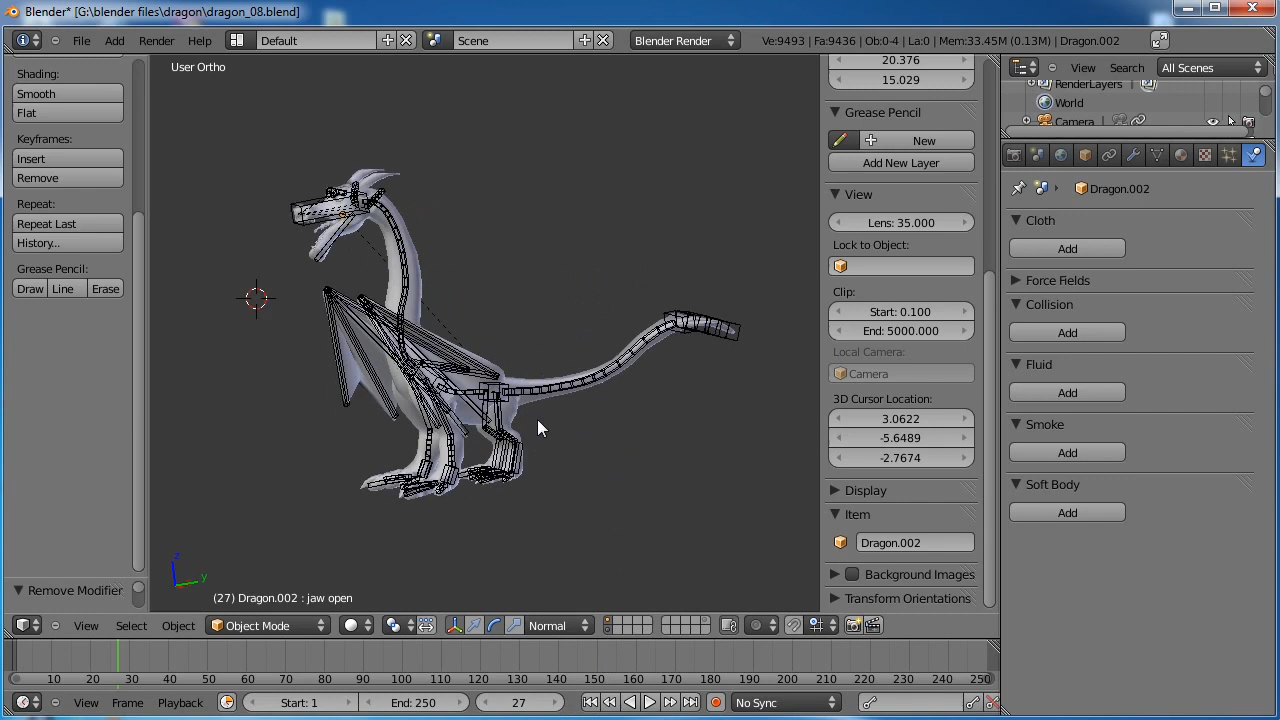 Blender* [G:\blender files\dragon\dragon_08.blend]
File Add Render Help Default Scene Blender Render Ve:9493 | Fa:9436 | Ob:0-4 | La:0 | Mem:33.45M (0.13M) | Dragon.002
Shading:
Smooth
Flat
Keyframes:
Insert
Remove
Repeat:
Repeat Last
History...
Grease Pencil:
Draw Line Erase
Remove Modifier
User Ortho
z
y
(27) Dragon.002 : jaw open
20.376
15.029
Grease Pencil
New
Add New Layer
View
Lens: 35.000
Lock to Object:
Clip:
Start: 0.100
End: 5000.000
Local Camera:
Camera
3D Cursor Location:
3.0622
-5.6489
-2.7674
Display
Item
Dragon.002
Background Images
Transform Orientations
View Search All Scenes
RenderLayers
World
Camera
Dragon.002
Cloth
Add
Force Fields
Collision
Add
Fluid
Add
Smoke
Add
Soft Body
Add
View Select Object Object Mode Normal
10 20 30 40 50 60 70 80 90 100 110 120 130 140 150 160 170 180 190 200 210 220 230 240 250
View Frame Playback Start: 1 End: 250 27 No Sync